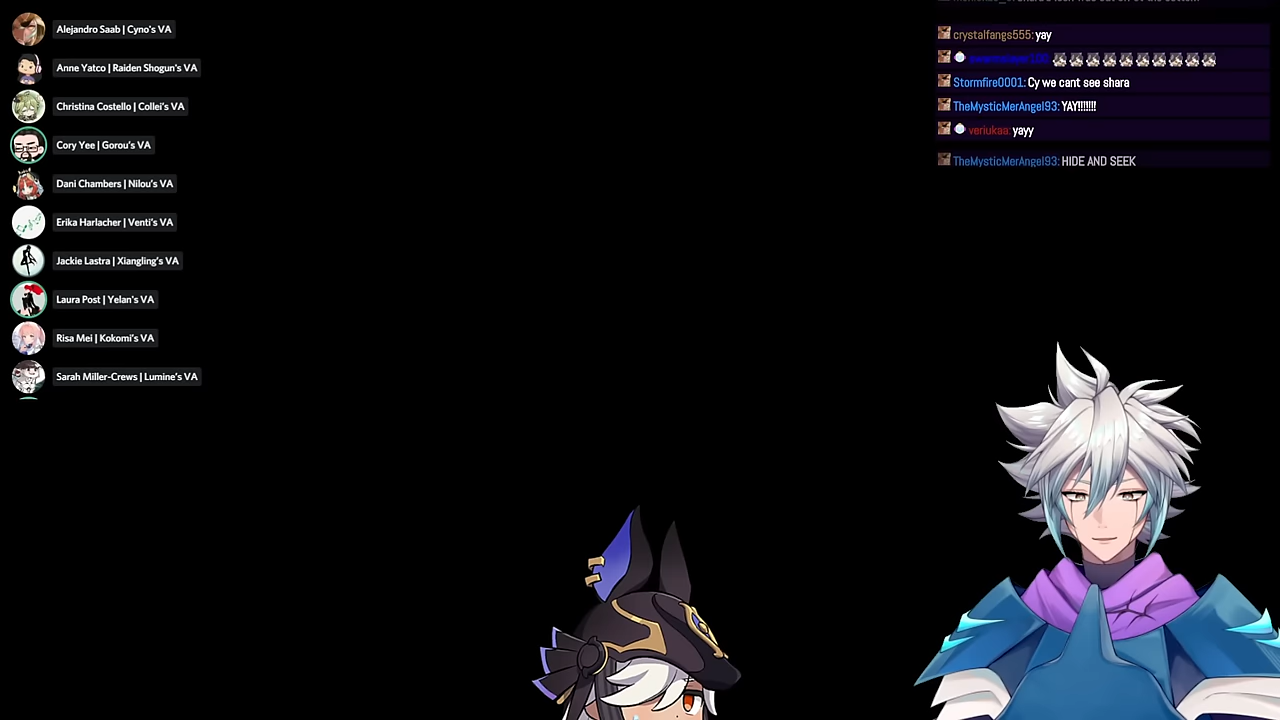 Alejandro Saab | Cyno's VA
Anne Yatco | Raiden Shogun's VA
Christina Costello | Collei's VA
Cory Yee | Gorou's VA
Dani Chambers | Nilou's VA
Erika Harlacher | Venti's VA
Jackie Lastra | Xiangling's VA
Laura Post | Yelan's VA
Risa Mei | Kokomi's VA
Sarah Miller-Crews | Lumine's VA
crystalfangs555: yay
Stormfire0001: Cy we cant see shara
TheMysticMerAngel93: YAY!!!!!!!
veriukaa: yayy
TheMysticMerAngel93: HIDE AND SEEK